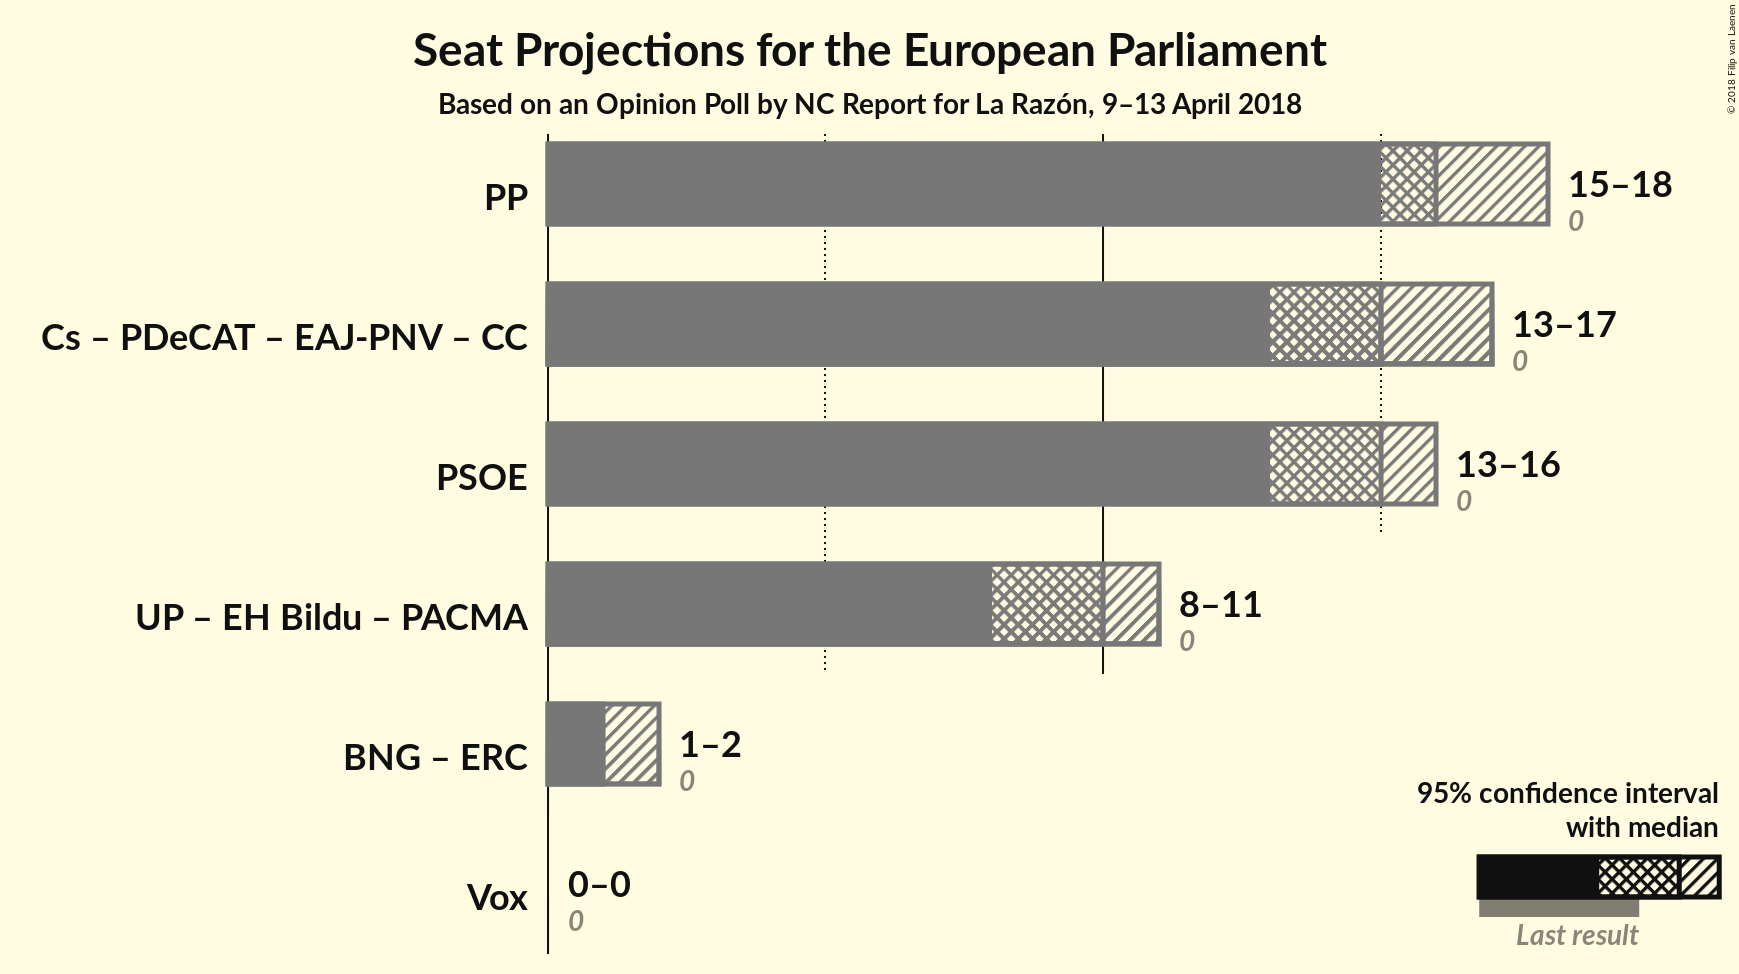 Seat Projections for the European Parliament
Based on an Opinion Poll by NC Report for La Razón, 9–13 April 2018
© 2018 Filip van Laenen
PP
15–18
0
Cs – PDeCAT – EAJ-PNV – CC
13–17
0
PSOE
13–16
0
UP – EH Bildu – PACMA
8–11
0
BNG – ERC
1–2
0
Vox
0–0
0
95% confidence interval
with median
Last result